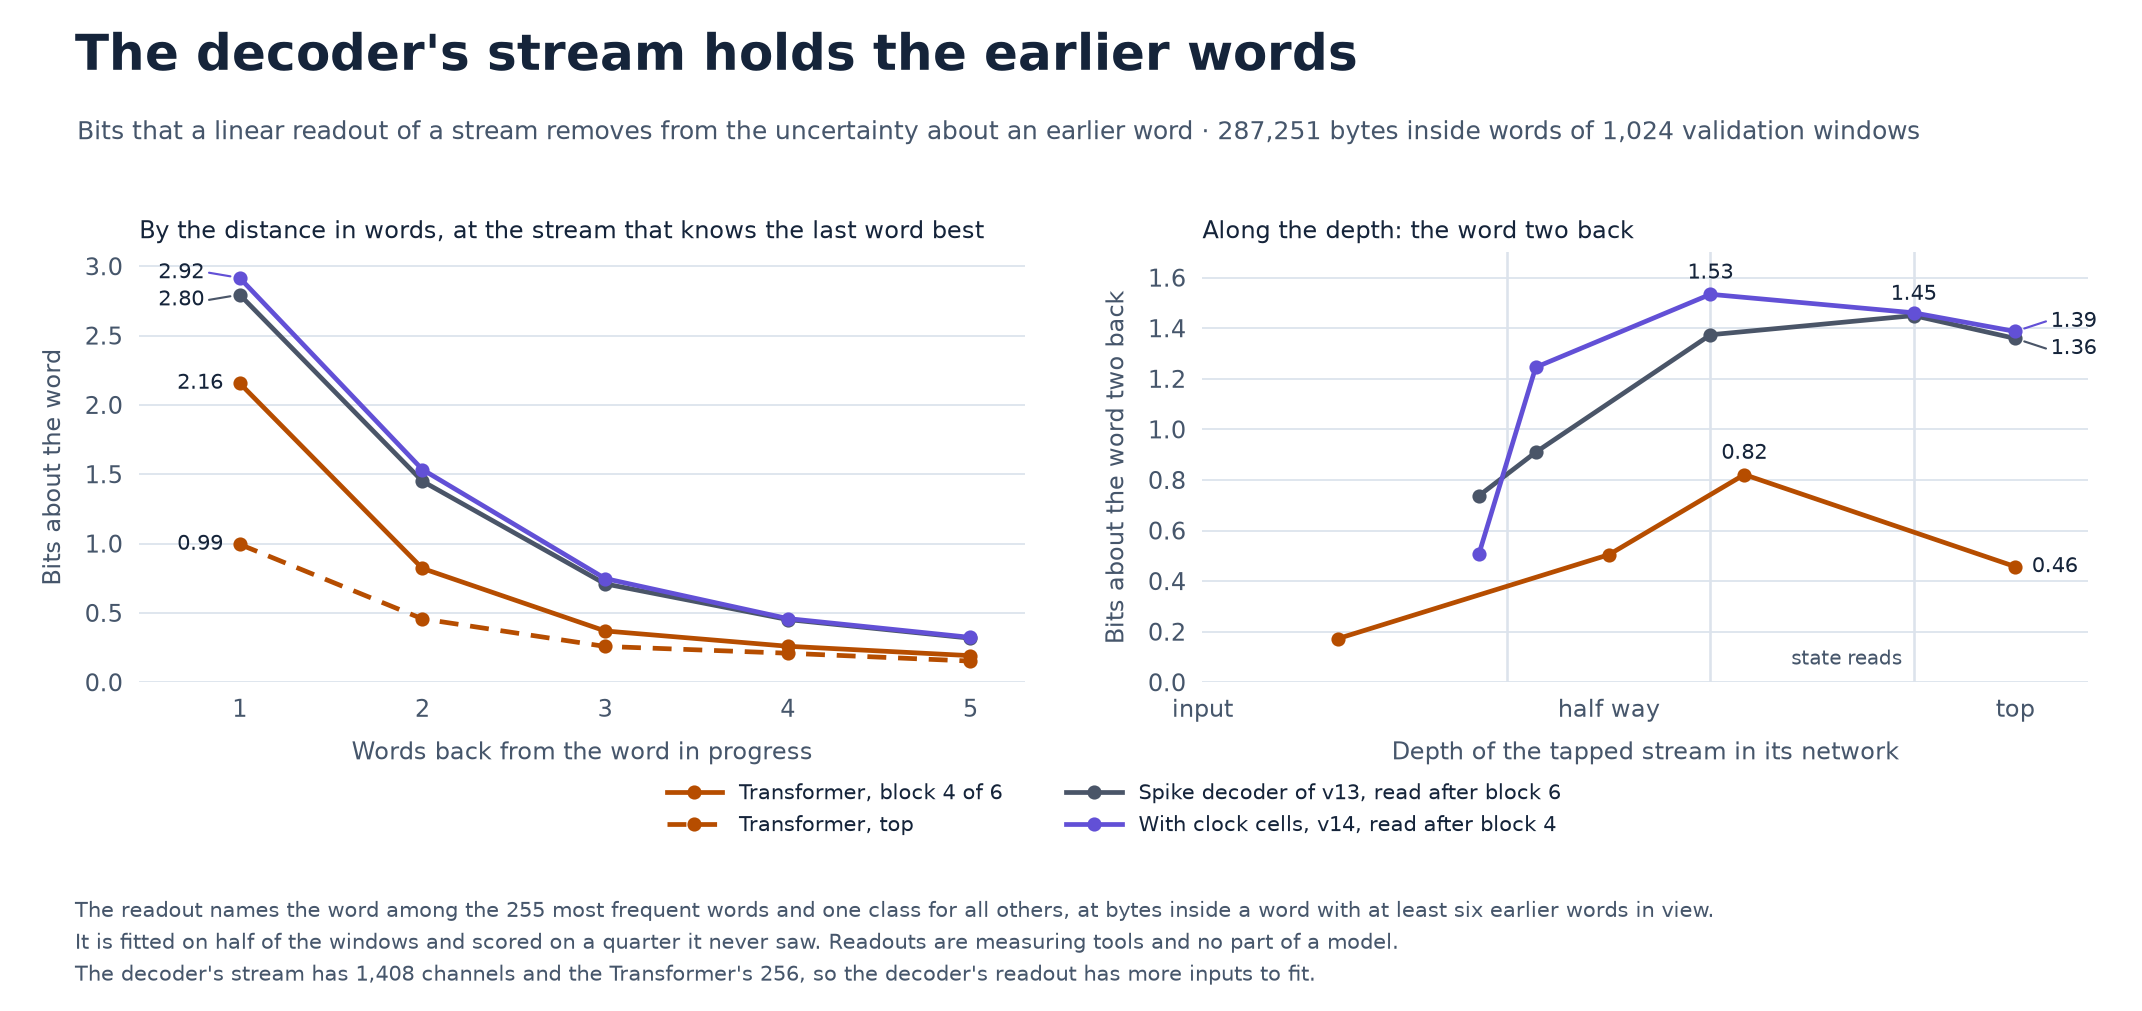 The decoder's stream holds the earlier words
Bits that a linear readout of a stream removes from the uncertainty about an earlier word · 287,251 bytes inside words of 1,024 validation windows
By the distance in words, at the stream that knows the last word best
Bits about the word
3.0
2.5
2.0
1.5
1.0
0.5
0.0
2.92
2.80
2.16
0.99
1
2
3
4
5
Words back from the word in progress
Along the depth: the word two back
Bits about the word two back
1.6
1.4
1.2
1.0
0.8
0.6
0.4
0.2
0.0
1.53
1.45
1.39
1.36
0.82
0.46
state reads
input
half way
top
Depth of the tapped stream in its network
Transformer, block 4 of 6
Transformer, top
Spike decoder of v13, read after block 6
With clock cells, v14, read after block 4
The readout names the word among the 255 most frequent words and one class for all others, at bytes inside a word with at least six earlier words in view.
It is fitted on half of the windows and scored on a quarter it never saw. Readouts are measuring tools and no part of a model.
The decoder's stream has 1,408 channels and the Transformer's 256, so the decoder's readout has more inputs to fit.